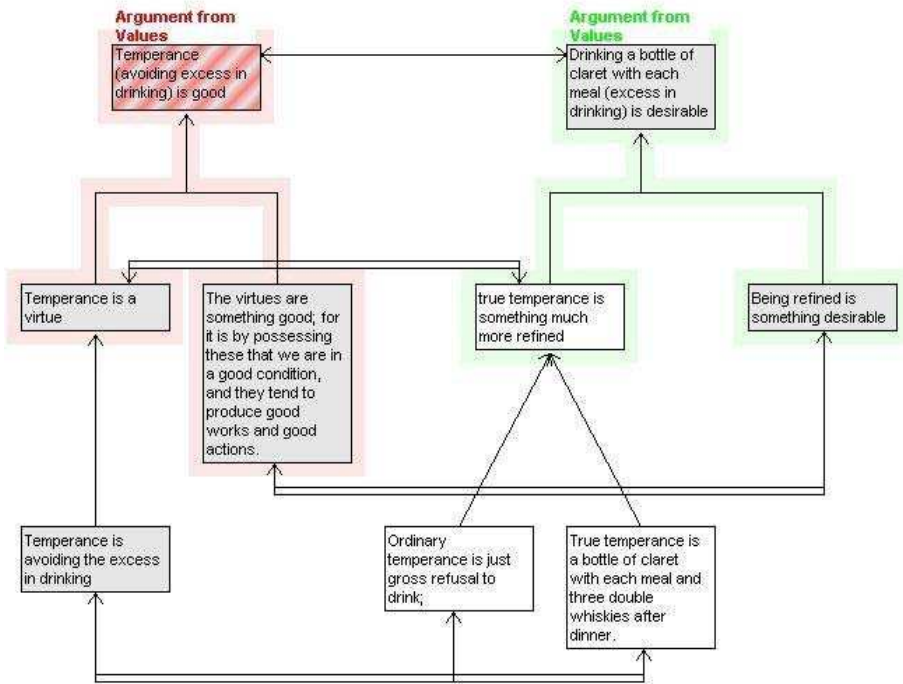 Argument from
Values
Temperance
(avoiding excess in
drinking) is good
Argument from
Values
Drinking a bottle of
claret with each
meal (excess in
drinking) is desirable
Temperance is a
virtue
The virtues are
something good; for
it is by possessing
these that we are in
a good condition,
and they tend to
produce good
works and good
actions.
true temperance is
something much
more refined
Being refined is
something desirable
Temperance is
avoiding the excess
in drinking
Ordinary
temperance is just
gross refusal to
drink;
True temperance is
a bottle of claret
with each meal and
three double
whiskies after
dinner.